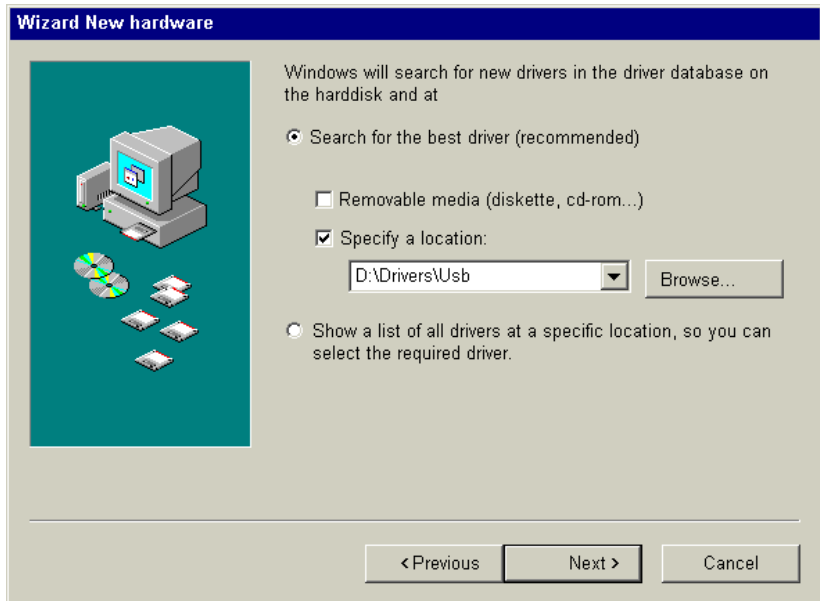 Wizard New hardware
Windows will search for new drivers in the driver database on
the harddisk and at
Search for the best driver (recommended)
Removable media (diskette, cd-rom...)
Specify a location:
D:\Drivers\Usb
Browse...
Show a list of all drivers at a specific location, so you can
select the required driver.
< Previous
Next >
Cancel